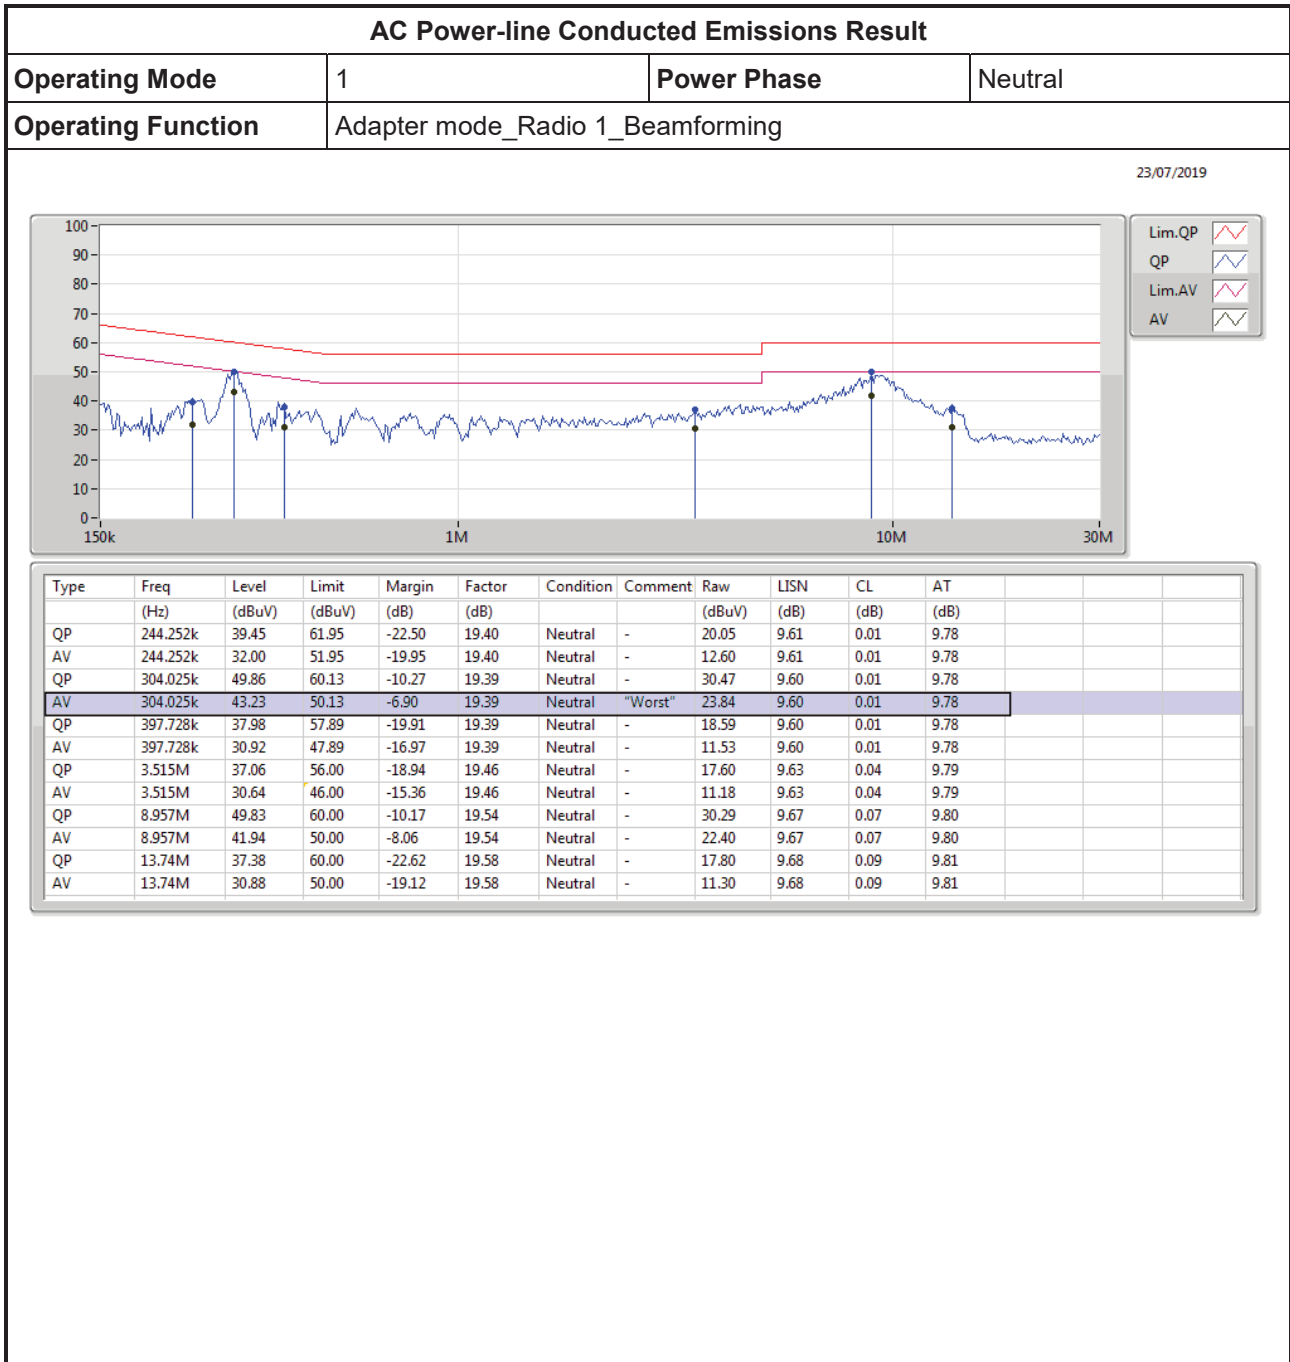 AC Power-line Conducted Emissions Result
Operating Mode 1 Power Phase Neutral
Operating Function Adapter mode_Radio 1_Beamforming
23/07/2019
100
90
80
70
60
50
40
30
20
10
0
150k 1M 10M 30M
Lim.QP
QP
Lim.AV
AV
Type Freq Level Limit Margin Factor Condition Comment Raw LISN CL AT
(Hz) (dBuV) (dBuV) (dB) (dB) (dBuV) (dB) (dB) (dB)
QP 244.252k 39.45 61.95 -22.50 19.40 Neutral - 20.05 9.61 0.01 9.78
AV 244.252k 32.00 51.95 -19.95 19.40 Neutral - 12.60 9.61 0.01 9.78
QP 304.025k 49.86 60.13 -10.27 19.39 Neutral - 30.47 9.60 0.01 9.78
AV 304.025k 43.23 50.13 -6.90 19.39 Neutral "Worst" 23.84 9.60 0.01 9.78
QP 397.728k 37.98 57.89 -19.91 19.39 Neutral - 18.59 9.60 0.01 9.78
AV 397.728k 30.92 47.89 -16.97 19.39 Neutral - 11.53 9.60 0.01 9.78
QP 3.515M 37.06 56.00 -18.94 19.46 Neutral - 17.60 9.63 0.04 9.79
AV 3.515M 30.64 46.00 -15.36 19.46 Neutral - 11.18 9.63 0.04 9.79
QP 8.957M 49.83 60.00 -10.17 19.54 Neutral - 30.29 9.67 0.07 9.80
AV 8.957M 41.94 50.00 -8.06 19.54 Neutral - 22.40 9.67 0.07 9.80
QP 13.74M 37.38 60.00 -22.62 19.58 Neutral - 17.80 9.68 0.09 9.81
AV 13.74M 30.88 50.00 -19.12 19.58 Neutral - 11.30 9.68 0.09 9.81